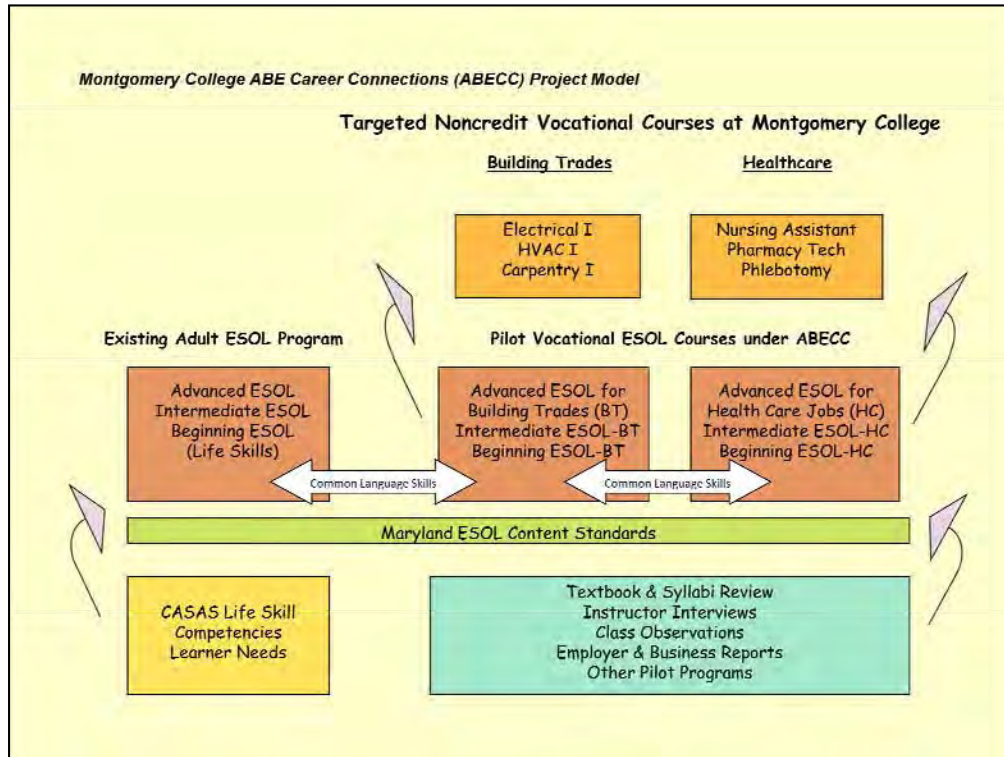 Montgomery College ABE Career Connections (ABECC) Project Model
Targeted Noncredit Vocational Courses at Montgomery College
Building Trades
Healthcare
Electrical I
HVAC I
Carpentry I
Nursing Assistant
Pharmacy Tech
Phlebotomy
Existing Adult ESOL Program
Pilot Vocational ESOL Courses under ABECC
Advanced ESOL
Intermediate ESOL
Beginning ESOL
(Life Skills)
Advanced ESOL for
Building Trades (BT)
Intermediate ESOL-BT
Beginning ESOL-BT
Advanced ESOL for
Health Care Jobs (HC)
Intermediate ESOL-HC
Beginning ESOL-HC
Common Language Skills
Common Language Skills
Maryland ESOL Content Standards
CASAS Life Skill
Competencies
Learner Needs
Textbook & Syllabi Review
Instructor Interviews
Class Observations
Employer & Business Reports
Other Pilot Programs